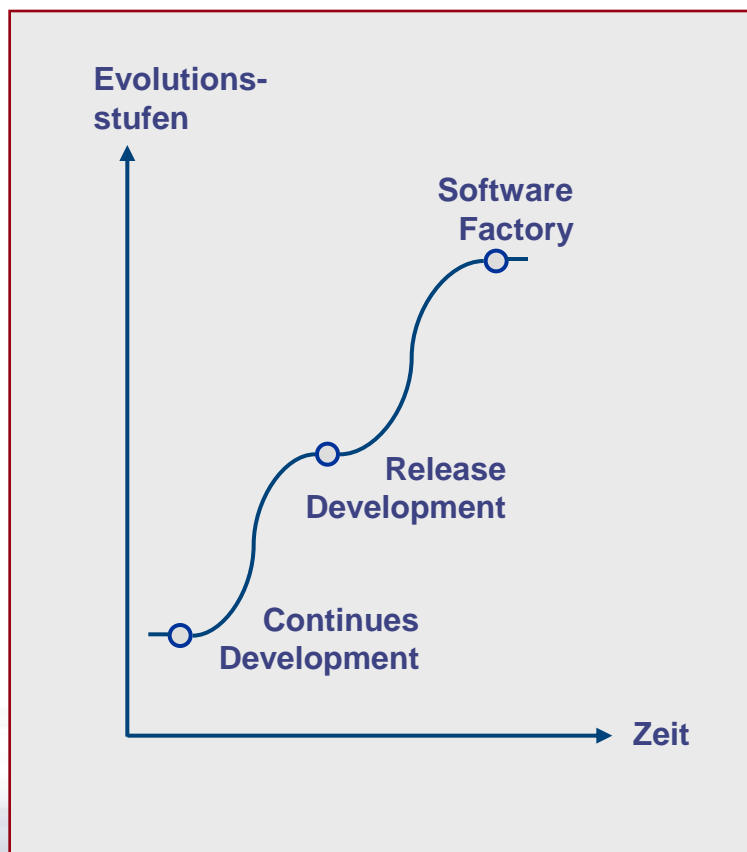 Evolutions-
stufen
Software
Factory
Release
Development
Continues
Development
Zeit